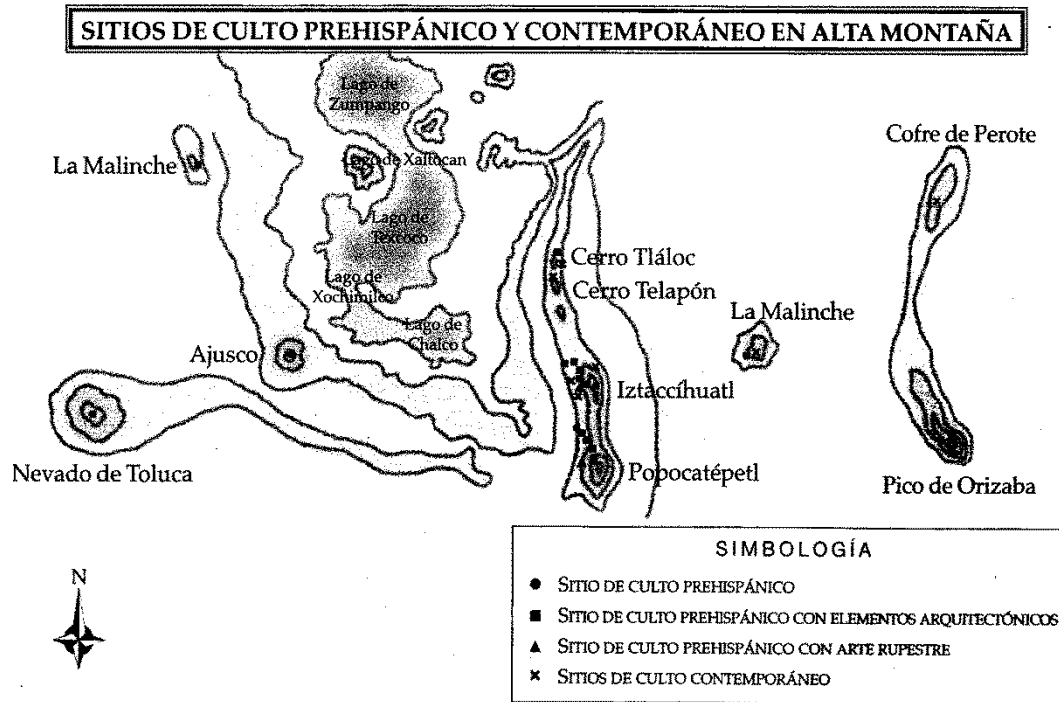 SITIOS DE CULTO PREHISPÁNICO Y CONTEMPORÁNEO EN ALTA MONTAÑA
Lago de
Zumpango
La Malinche
Lago de Xaltocan
Cofre de Perote
Lago de
Texcoco
Cerro Tláloc
Lago de
Xochimilco
Cerro Telapón
La Malinche
Lago de
Chalco
Ajusco
Iztaccíhuatl
Nevado de Toluca
Popocatépetl
Pico de Orizaba
N
SIMBOLOGÍA
SITIO DE CULTO PREHISPÁNICO
SITIO DE CULTO PREHISPÁNICO CON ELEMENTOS ARQUITECTÓNICOS
SITIO DE CULTO PREHISPÁNICO CON ARTE RUPESTRE
SITIOS DE CULTO CONTEMPORÁNEO